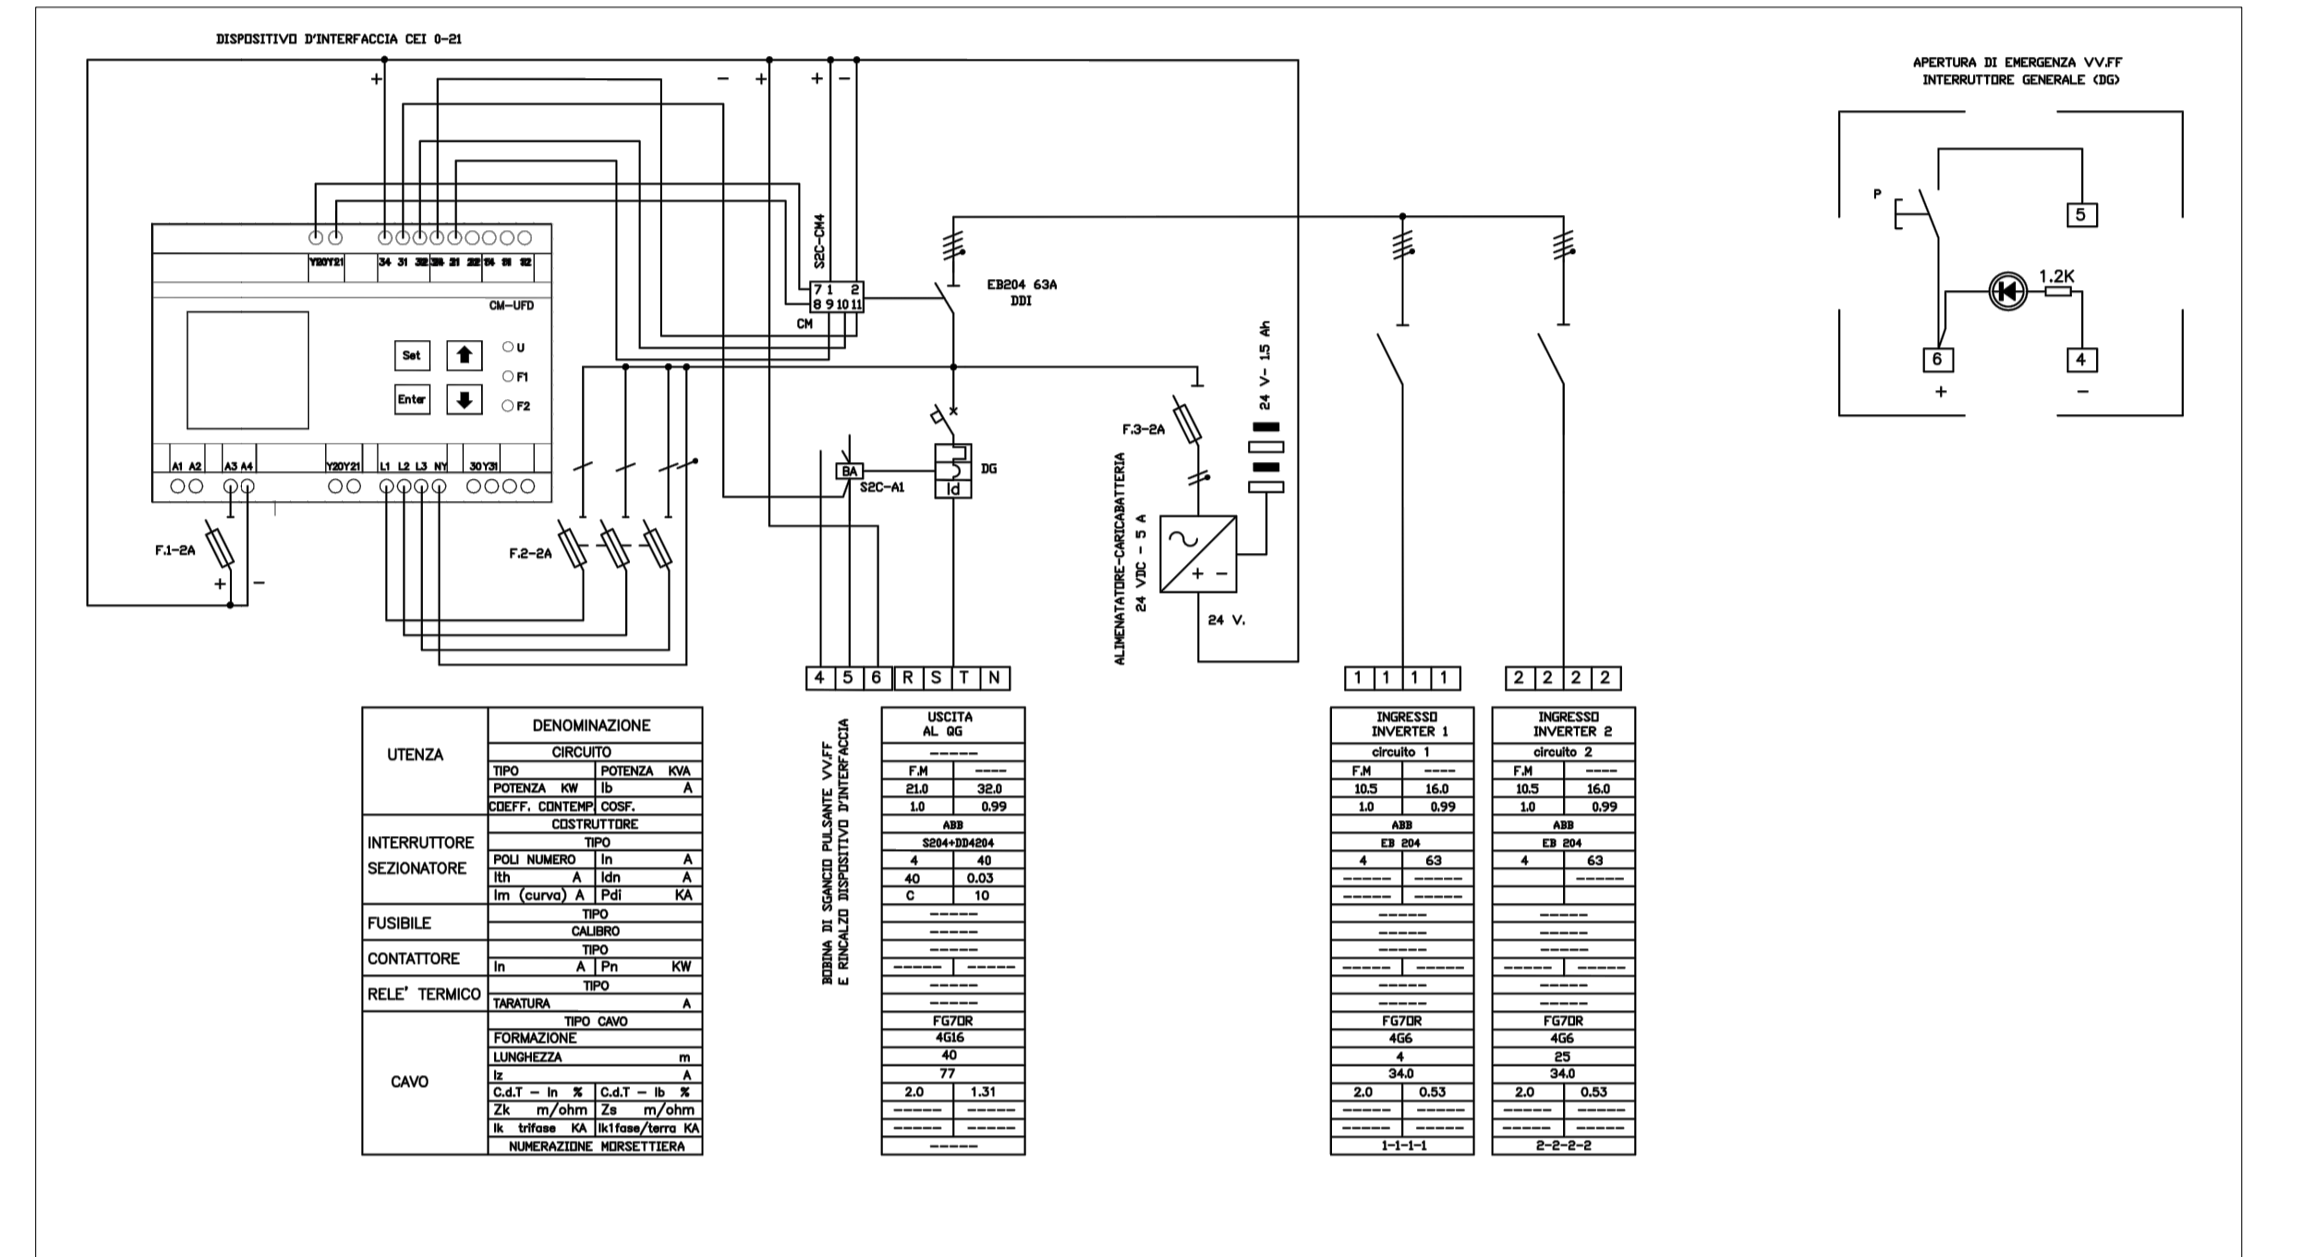 DISPOSITIVO D'INTERFACCIA CEI 0-21
APERTURA DI EMERGENZA VV.FF
INTERRUTTORE GENERALE (DG)
+
- + + -
P
5
1.2K
6
4
+ -
Y20Y21
34 31
21
CM-UFD
Set
Enter
U
F1
F2
A1 A2
A3 A4
Y20Y21
L1 L2 L3 NY
30 Y31
F.1-2A
+ -
F.2-2A
S2C-CM4
7 1 2
8 9 10 11
CM
EB204 63A
DDI
BA
S2C-A1
DG
Id
F.3-2A
24 V- 1.5 Ah
ALIMENATATORE-CARICABATTERIA
24 VDC - 5 A
+ -
24 V.
4 5 6 R S T N
1 1 1 1
2 2 2 2
BOBINA DI SGANCIO PULSANTE VV.FF
E RINCALZO DISPOSITIVO D'INTERFACCIA
UTENZA
DENOMINAZIONE
CIRCUITO
TIPO POTENZA KVA
POTENZA KW Ib A
COEFF. CONTEMP. COSF.
INTERRUTTORE
SEZIONATORE
COSTRUTTORE
TIPO
POLI NUMERO In A
Ith A Idn A
Im (curva) A Pdi KA
FUSIBILE
TIPO
CALIBRO
CONTATTORE
TIPO
In A Pn KW
RELE' TERMICO
TIPO
TARATURA A
CAVO
TIPO CAVO
FORMAZIONE
LUNGHEZZA m
Iz A
C.d.T - In % C.d.T - Ib %
Zk m/ohm Zs m/ohm
Ik trifase KA Ik1fase/terra KA
NUMERAZIONE MORSETTIERA
USCITA
AL QG
-----
F.M ----
21.0 32.0
1.0 0.99
ABB
S204+DD4204
4 40
40 0.03
C 10
-----
-----
-----
----- -----
-----
-----
FG7OR
4G16
40
77
2.0 1.31
----- -----
----- -----
-----
INGRESSO
INVERTER 1
circuito 1
F.M ----
10.5 16.0
1.0 0.99
ABB
EB 204
4 63
----- -----
----- -----
-----
-----
-----
----- -----
-----
-----
FG7OR
4G6
4
34.0
2.0 0.53
----- -----
----- -----
1-1-1-1
INGRESSO
INVERTER 2
circuito 2
F.M ----
10.5 16.0
1.0 0.99
ABB
EB 204
4 63
-----
-----
-----
-----
----- -----
-----
-----
FG7OR
4G6
25
34.0
2.0 0.53
----- -----
----- -----
2-2-2-2